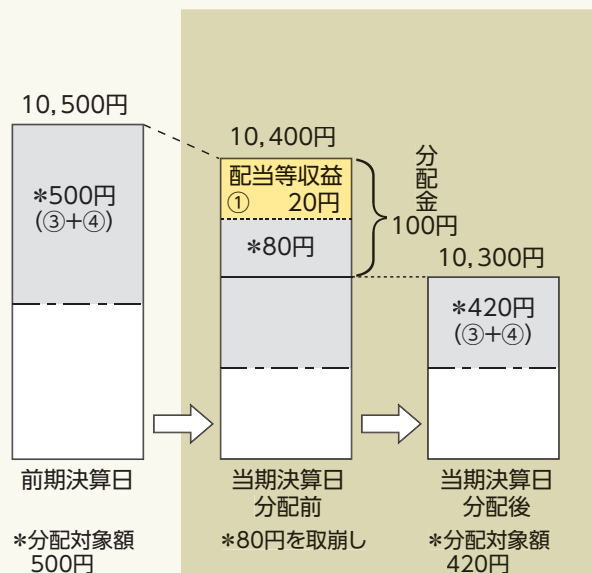 10,500円
*500円
(③+④)
10,400円
配当等収益
① 20円
*80円
分配金
100円
10,300円
*420円
(③+④)
前期決算日
当期決算日
分配前
当期決算日
分配後
*分配対象額
500円
*80円を取崩し
*分配対象額
420円